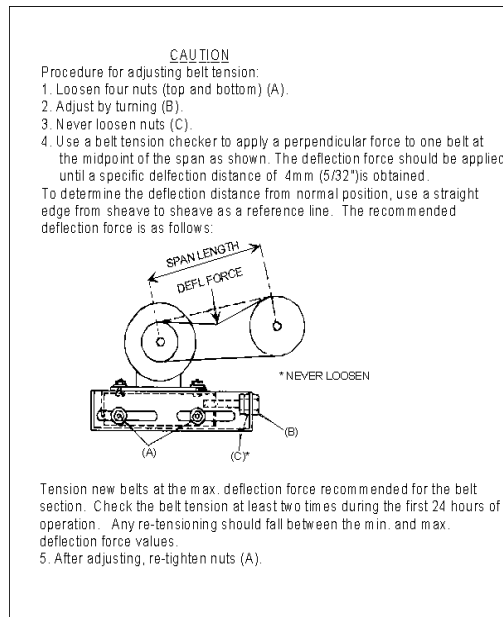 CAUTION
Procedure for adjusting belt tension:
1. Loosen four nuts (top and bottom) (A).
2. Adjust by turning (B).
3. Never loosen nuts (C).
4. Use a belt tension checker to apply a perpendicular force to one belt at
the midpoint of the span as shown. The deflection force should be applied
until a specific delfection distance of 4mm (5/32")is obtained.
To determine the deflection distance from normal position, use a straight
edge from sheave to sheave as a reference line. The recommended
deflection force is as follows:
SPAN LENGTH
DEFL FORCE
* NEVER LOOSEN
(A)
(C)*
(B)
Tension new belts at the max. deflection force recommended for the belt
section. Check the belt tension at least two times during the first 24 hours of
operation. Any re-tensioning should fall between the min. and max.
deflection force values.
5. After adjusting, re-tighten nuts (A).